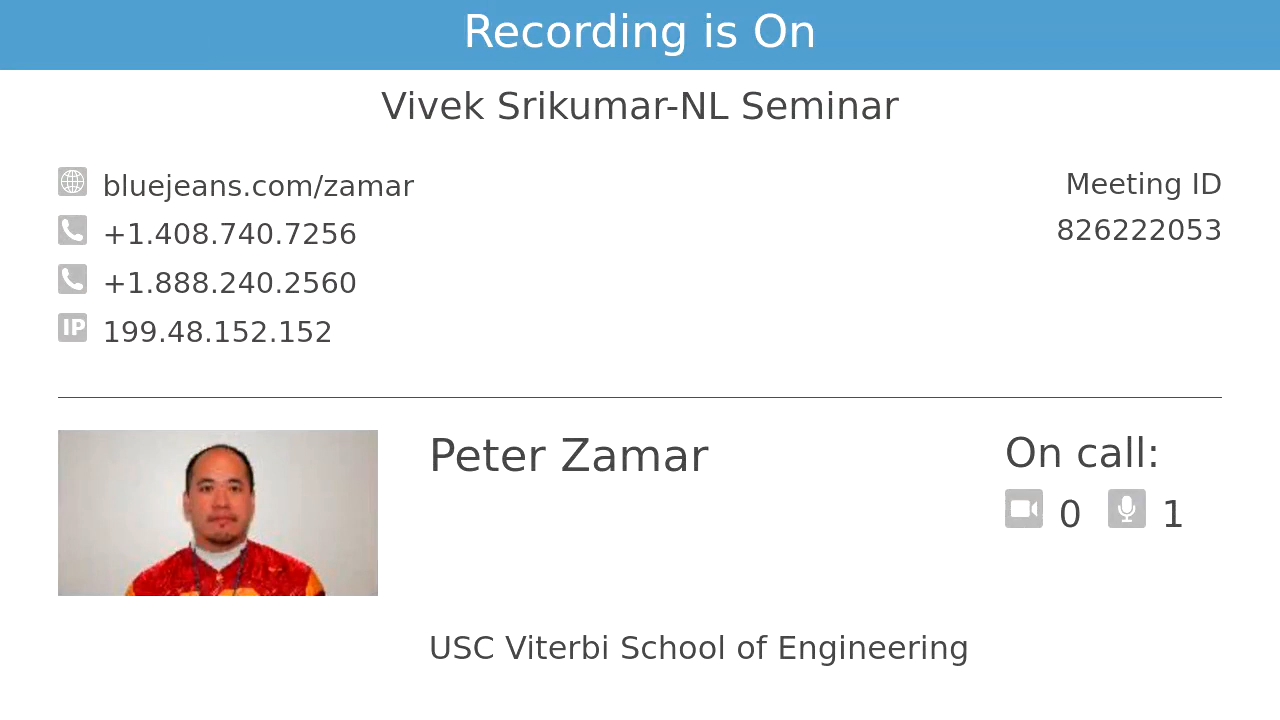 Recording is On
Vivek Srikumar-NL Seminar
bluejeans.com/zamar
+1.408.740.7256
+1.888.240.2560
IP 199.48.152.152
Meeting ID
826222053
Peter Zamar
On call:
0 1
USC Viterbi School of Engineering